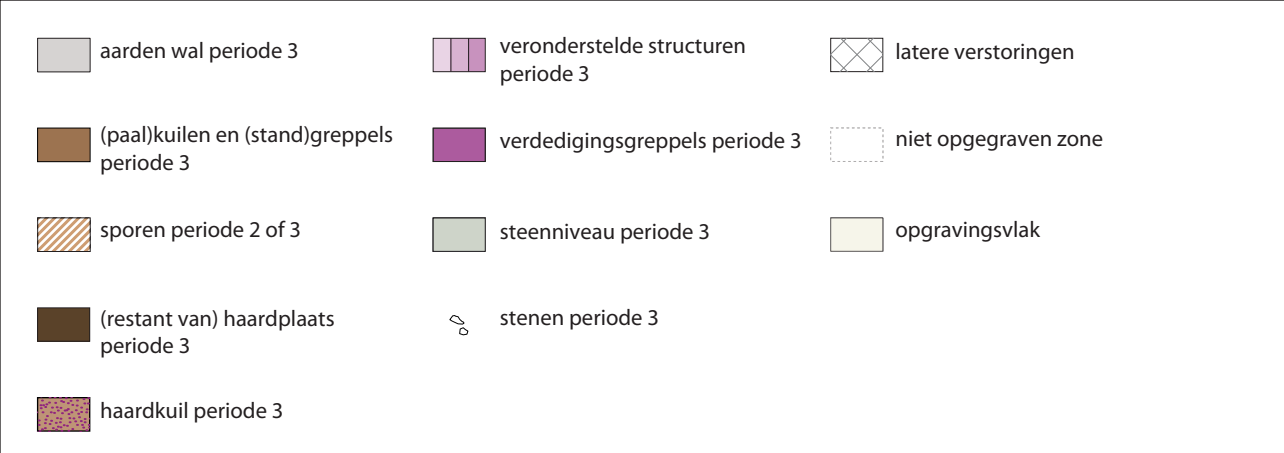 aarden wal periode 3
(paal)kuilen en (stand)greppels
periode 3
sporen periode 2 of 3
(restant van) haardplaats
periode 3
haardkuil periode 3
veronderstelde structuren
periode 3
verdedigingsgreppels periode 3
steenniveau periode 3
stenen periode 3
latere verstoringen
niet opgegraven zone
opgravingsvlak